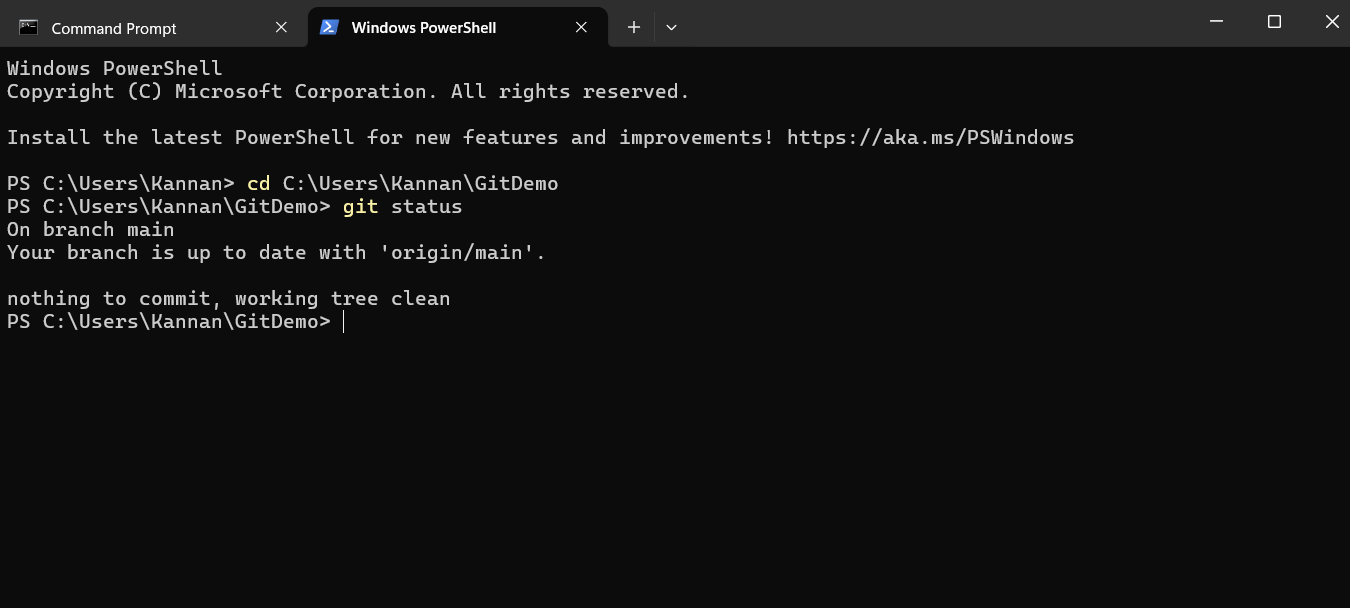 Command Prompt
Windows PowerShell
Windows PowerShell
Copyright (C) Microsoft Corporation. All rights reserved.
Install the latest PowerShell for new features and improvements! https://aka.ms/PSWindows
PS C:\Users\Kannan> cd C:\Users\Kannan\GitDemo
PS C:\Users\Kannan\GitDemo> git status
On branch main
Your branch is up to date with 'origin/main'.
nothing to commit, working tree clean
PS C:\Users\Kannan\GitDemo>